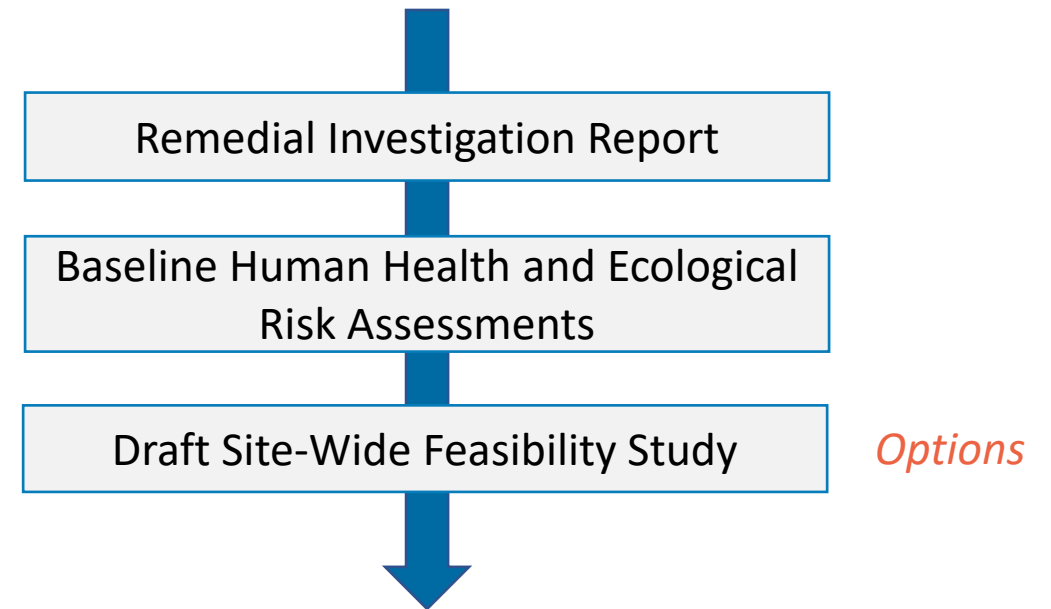 Remedial Investigation Report
Baseline Human Health and Ecological
Risk Assessments
Draft Site-Wide Feasibility Study
Options